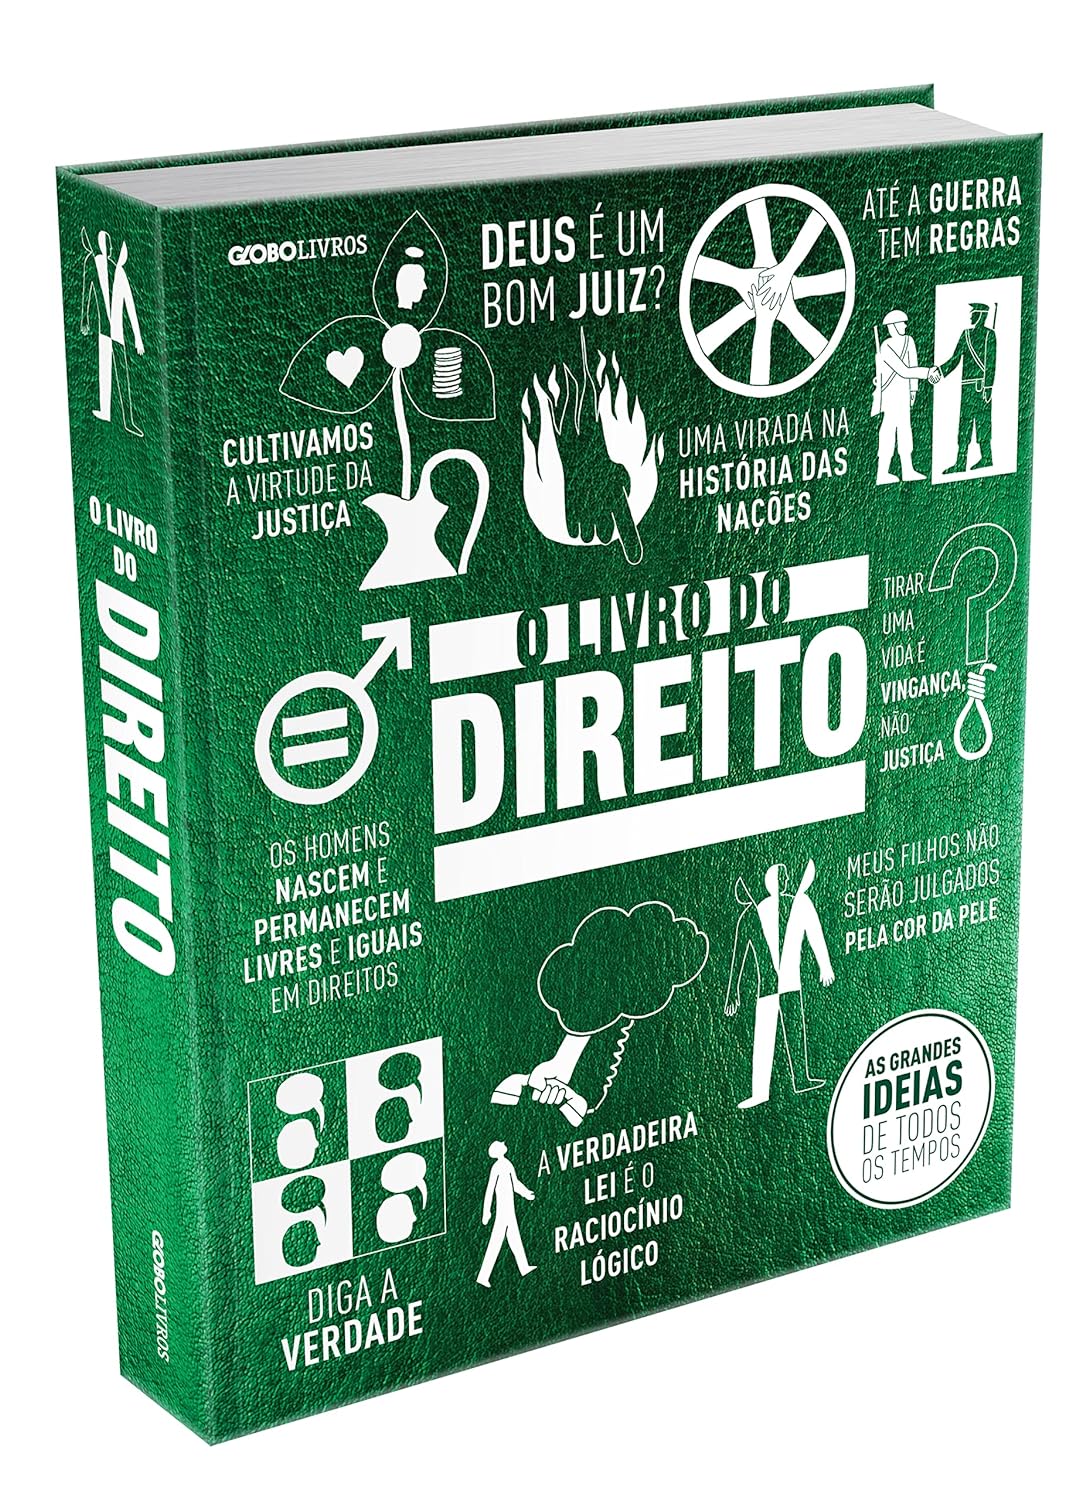 GLOBOLIVROS
DEUS É UM
BOM JUIZ?
ATÉ A GUERRA
TEM REGRAS
CULTIVAMOS
A VIRTUDE DA
JUSTIÇA
UMA VIRADA NA
HISTÓRIA DAS
NAÇÕES
O LIVRO DO
DIREITO
TIRAR
UMA
VIDA É
VINGANÇA,
NÃO
JUSTIÇA
OS HOMENS
NASCEM E
PERMANECEM
LIVRES E IGUAIS
EM DIREITOS
MEUS FILHOS NÃO
SERÃO JULGADOS
PELA COR DA PELE
AS GRANDES
IDEIAS
DE TODOS
OS TEMPOS
A VERDADEIRA
LEI É O
RACIOCÍNIO
LÓGICO
DIGA A
VERDADE
O LIVRO
DO
DIREITO
GLOBOLIVROS